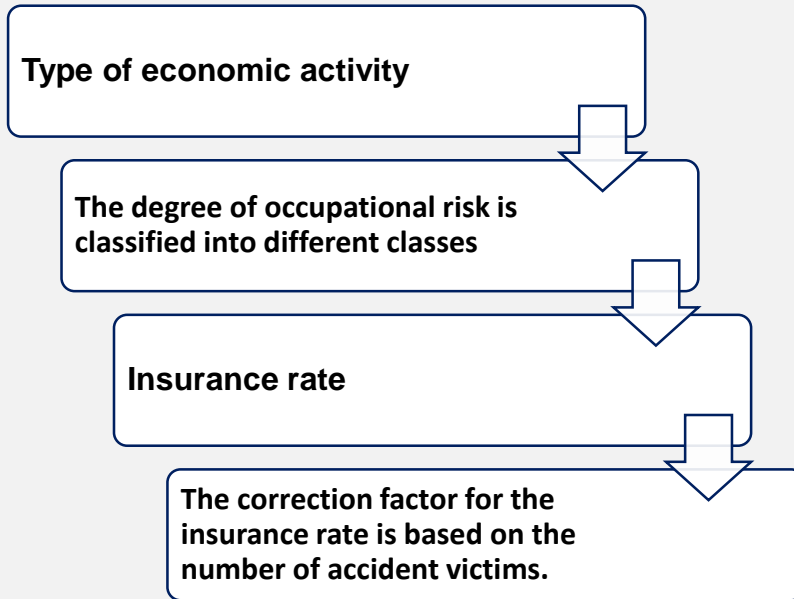 Type of economic activity
The degree of occupational risk is
classified into different classes
Insurance rate
The correction factor for the
insurance rate is based on the
number of accident victims.